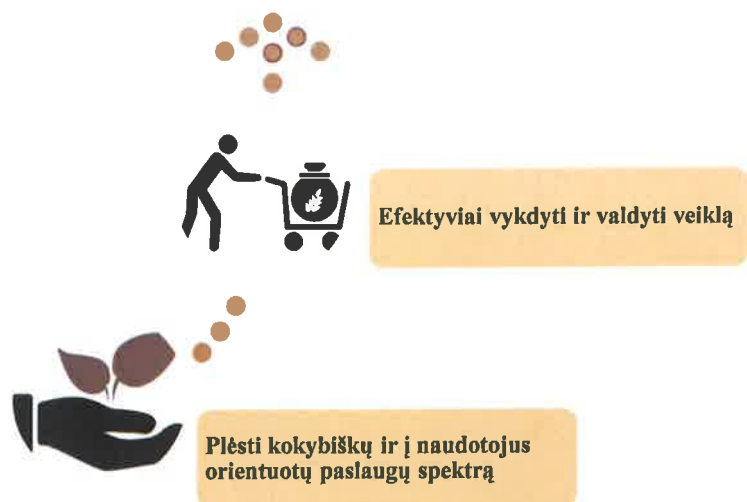 Efektyviai vykdyti ir valdyti veiklą
Plėsti kokybiškų ir į naudotojus
orientuotų paslaugų spektrą